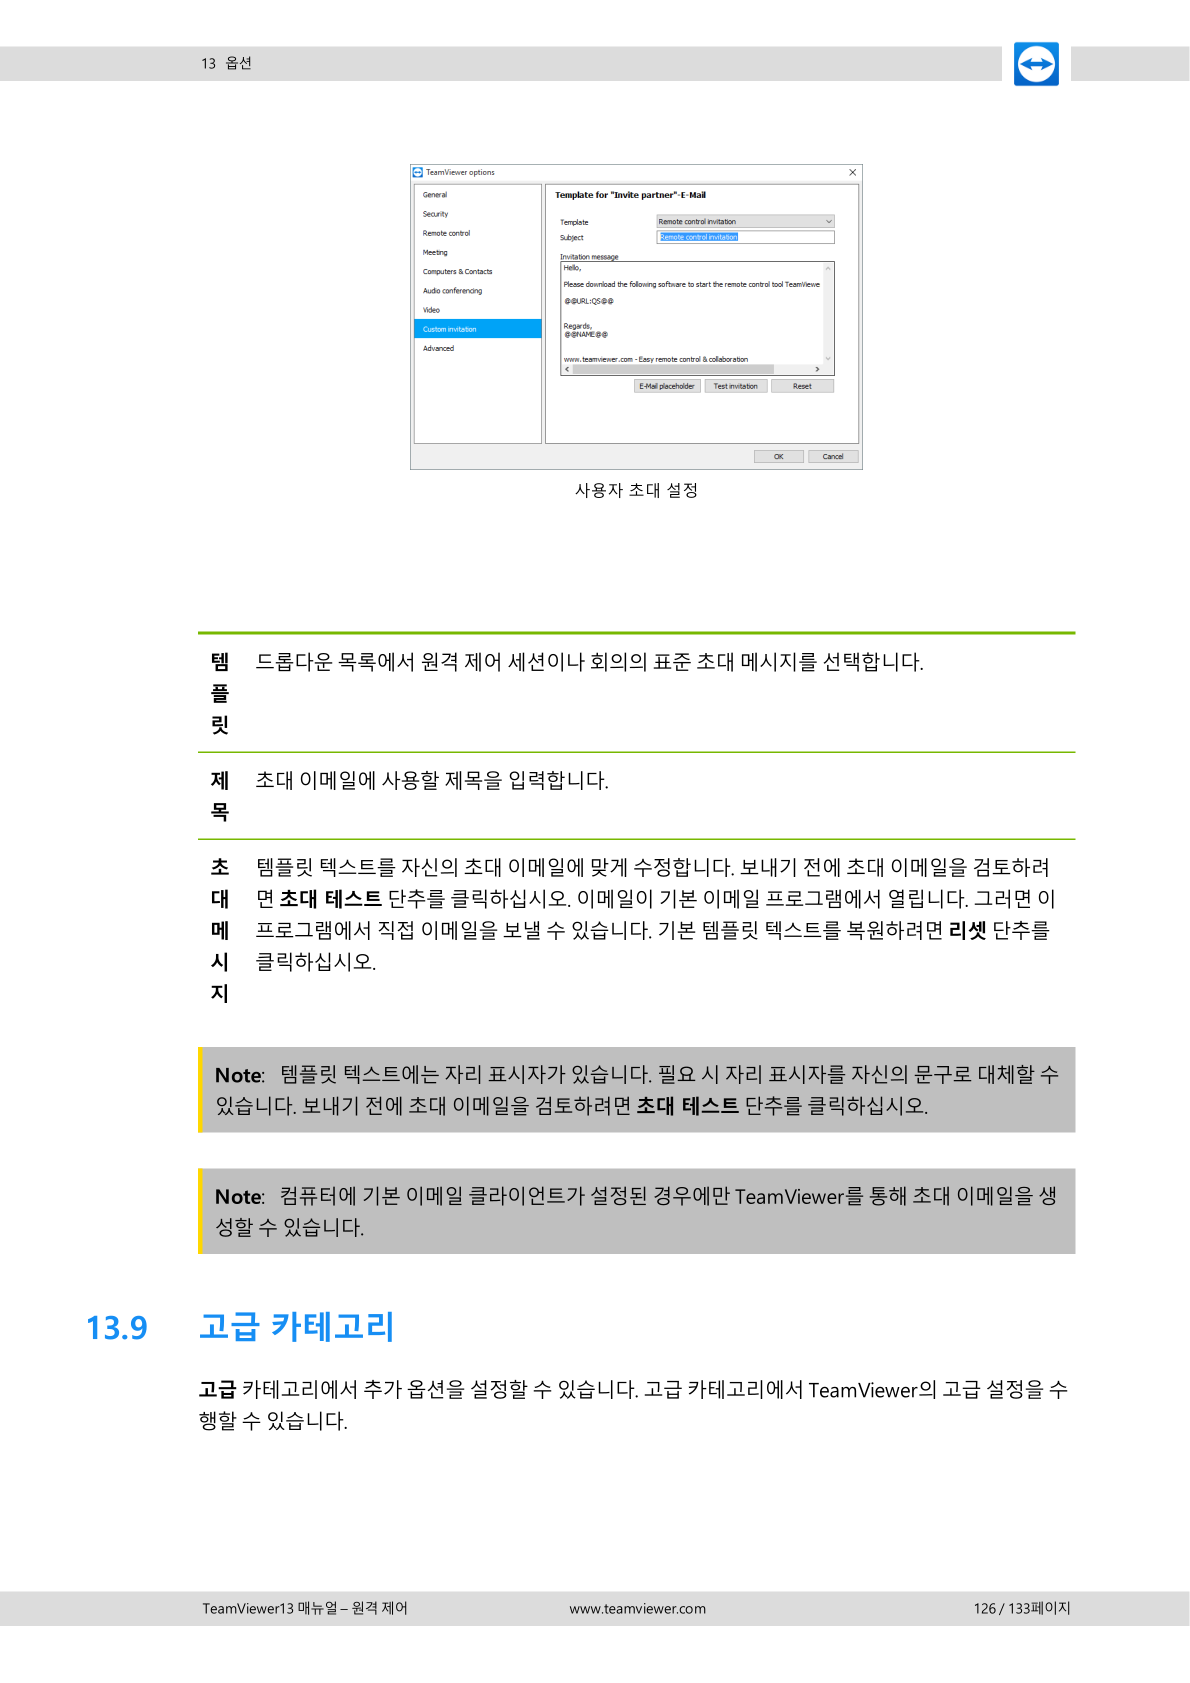 13 옵션
TeamViewer options
General
Security
Remote control
Meeting
Computers & Contacts
Audio conferencing
Video
Custom invitation
Advanced
Template for "Invite partner"-E-Mail
Template
Remote control invitation
Subject
Remote control invitation
Invitation message
Hello,
Please download the following software to start the remote control tool TeamViewe
@@URL:QS@@
Regards,
@@NAME@@
www.teamviewer.com - Easy remote control & collaboration
E-Mail placeholder
Test invitation
Reset
OK
Cancel
사용자 초대 설정
템
플
릿
드롭다운 목록에서 원격 제어 세션이나 회의의 표준 초대 메시지를 선택합니다.
제
목
초대 이메일에 사용할 제목을 입력합니다.
초
대
메
시
지
템플릿 텍스트를 자신의 초대 이메일에 맞게 수정합니다. 보내기 전에 초대 이메일을 검토하려
면 초대 테스트 단추를 클릭하십시오. 이메일이 기본 이메일 프로그램에서 열립니다. 그러면 이
프로그램에서 직접 이메일을 보낼 수 있습니다. 기본 템플릿 텍스트를 복원하려면 리셋 단추를
클릭하십시오.
Note: 템플릿 텍스트에는 자리 표시자가 있습니다. 필요 시 자리 표시자를 자신의 문구로 대체할 수
있습니다. 보내기 전에 초대 이메일을 검토하려면 초대 테스트 단추를 클릭하십시오.
Note: 컴퓨터에 기본 이메일 클라이언트가 설정된 경우에만 TeamViewer를 통해 초대 이메일을 생
성할 수 있습니다.
13.9 고급 카테고리
고급 카테고리에서 추가 옵션을 설정할 수 있습니다. 고급 카테고리에서 TeamViewer의 고급 설정을 수
행할 수 있습니다.
TeamViewer13 매뉴얼 – 원격 제어
www.teamviewer.com
126 / 133페이지